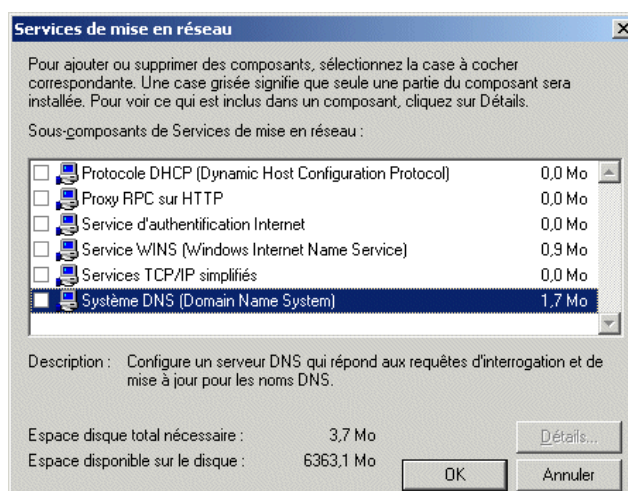 Services de mise en réseau
Pour ajouter ou supprimer des composants, sélectionnez la case à cocher
correspondante. Une case grisée signifie que seule une partie du composant sera
installée. Pour voir ce qui est inclus dans un composant, cliquez sur Détails.
Sous-composants de Services de mise en réseau :
Protocole DHCP (Dynamic Host Configuration Protocol) 0,0 Mo
Proxy RPC sur HTTP 0,0 Mo
Service d'authentification Internet 0,0 Mo
Service WINS (Windows Internet Name Service) 0,9 Mo
Services TCP/IP simplifiés 0,0 Mo
Système DNS (Domain Name System) 1,7 Mo
Description : Configure un serveur DNS qui répond aux requêtes d'interrogation et de
mise à jour pour les noms DNS.
Espace disque total nécessaire : 3,7 Mo
Détails...
Espace disponible sur le disque : 6363,1 Mo
OK Annuler